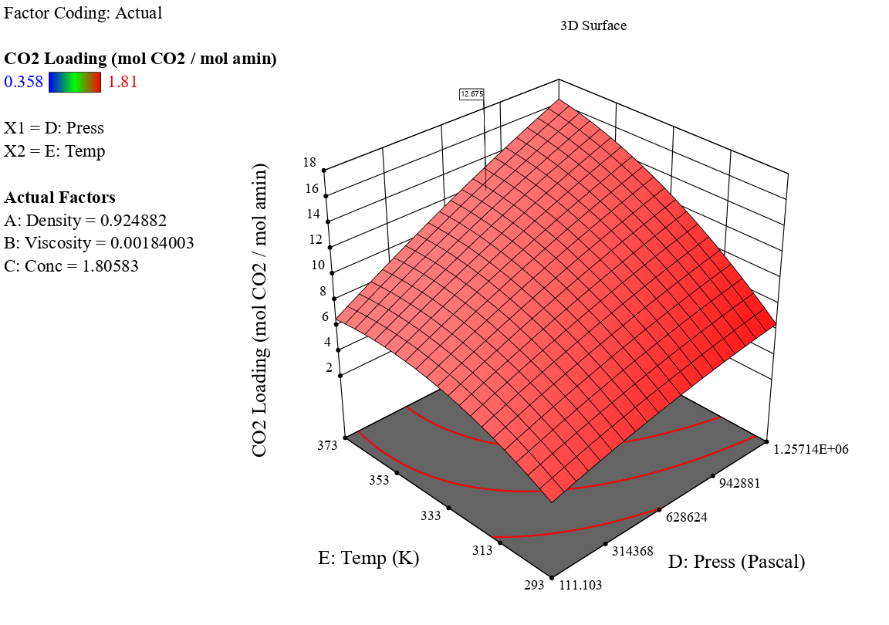 Factor Coding: Actual
3D Surface
CO2 Loading (mol CO2 / mol amin)
0.358 1.81
X1 = D: Press
X2 = E: Temp
Actual Factors
A: Density = 0.924882
B: Viscosity = 0.00184003
C: Conc = 1.80583
12.675
CO2 Loading (mol CO2 / mol amin)
18
16
14
12
10
8
6
4
2
373
353
333
313
293
E: Temp (K)
111.103
314368
628624
942881
1.25714E+06
D: Press (Pascal)